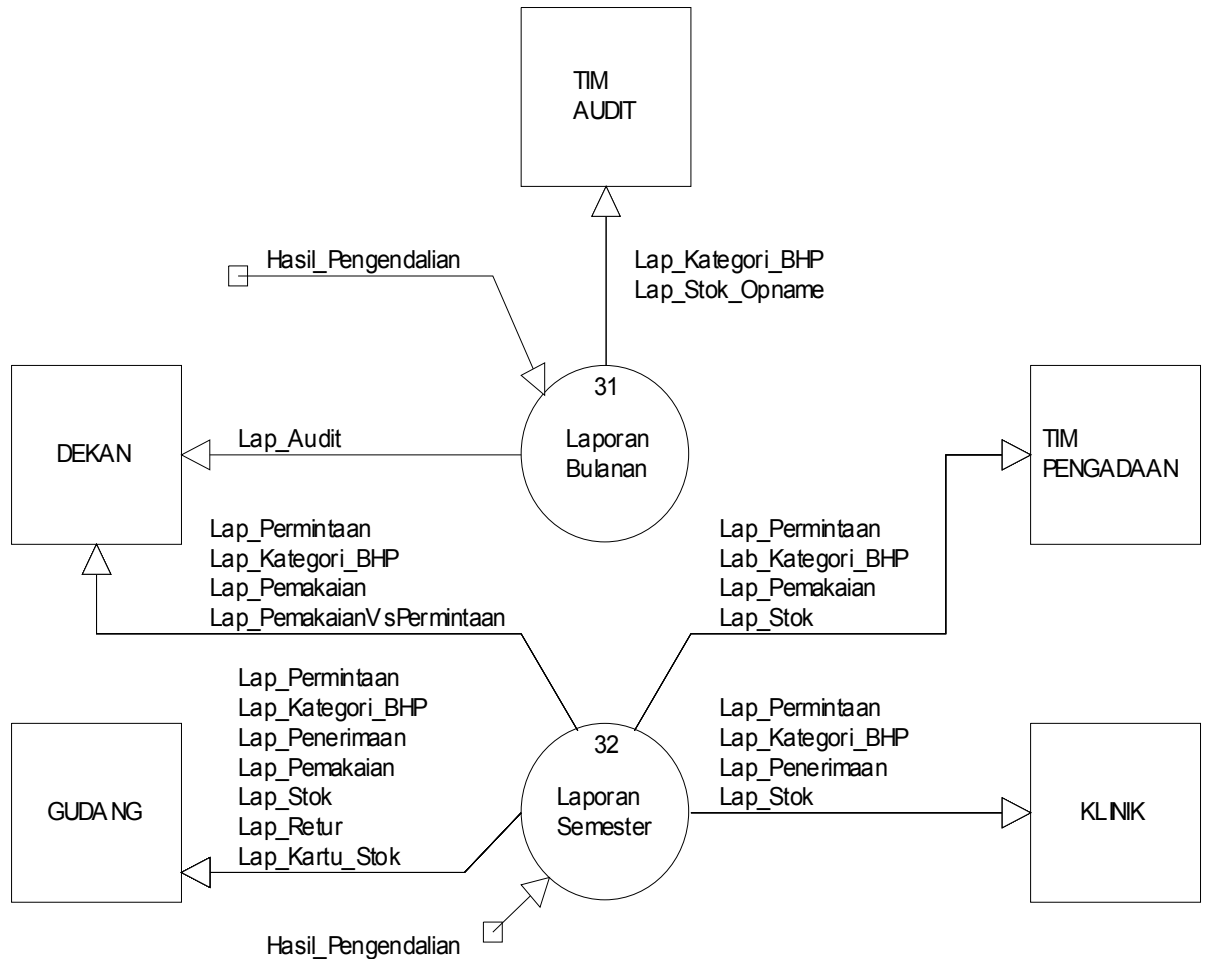 TIM
AUDIT
Hasil_Pengendalian
Lap_Kategori_BHP
Lap_Stok_Opname
31
Laporan
Bulanan
DEKAN
Lap_Audit
TIM
PENGADAAN
Lap_Permintaan
Lap_Kategori_BHP
Lap_Pemakaian
Lap_PemakaianVsPermintaan
Lap_Permintaan
Lab_Kategori_BHP
Lap_Pemakaian
Lap_Stok
Lap_Permintaan
Lap_Kategori_BHP
Lap_Penerimaan
Lap_Pemakaian
Lap_Stok
Lap_Retur
Lap_Kartu_Stok
GUDANG
32
Laporan
Semester
Lap_Permintaan
Lap_Kategori_BHP
Lap_Penerimaan
Lap_Stok
KLINIK
Hasil_Pengendalian